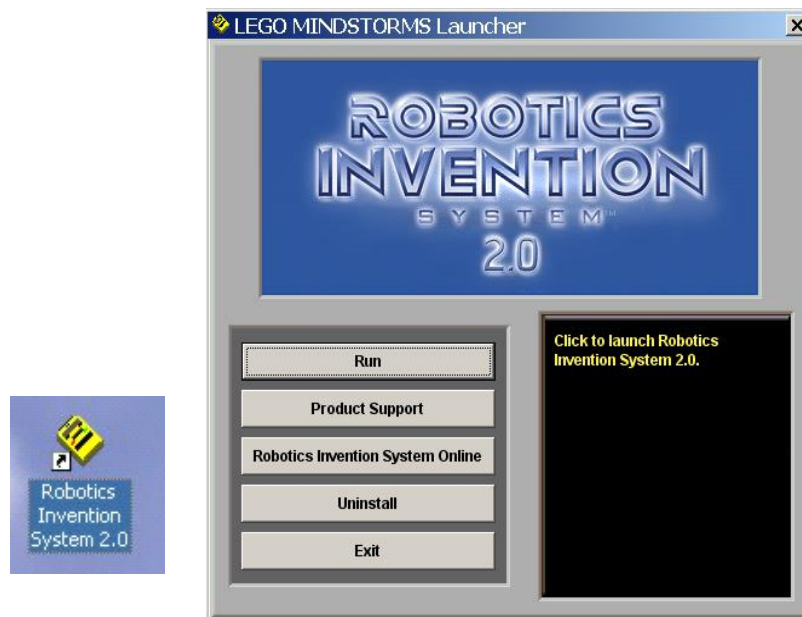 LEGO MINDSTORMS Launcher
ROBOTICS
INVENTION
SYSTEM™
2.0
Run
Product Support
Robotics Invention System Online
Uninstall
Exit
Click to launch Robotics
Invention System 2.0.
Robotics
Invention
System 2.0